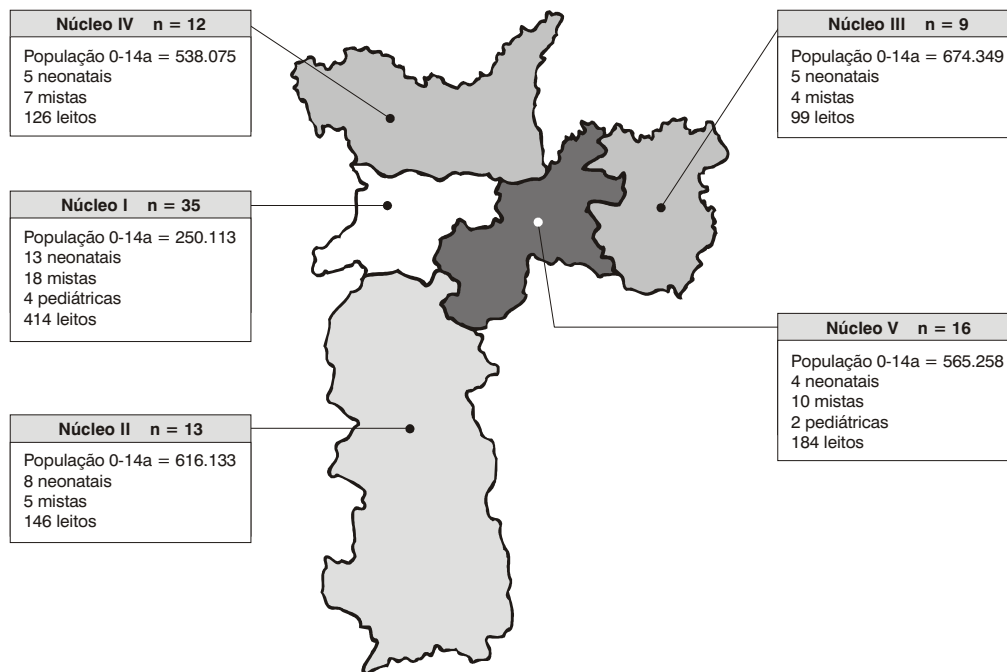 Núcleo IV n = 12
População 0-14a = 538.075
5 neonatais
7 mistas
126 leitos
Núcleo III n = 9
População 0-14a = 674.349
5 neonatais
4 mistas
99 leitos
Núcleo I n = 35
População 0-14a = 250.113
13 neonatais
18 mistas
4 pediátricas
414 leitos
Núcleo V n = 16
População 0-14a = 565.258
4 neonatais
10 mistas
2 pediátricas
184 leitos
Núcleo II n = 13
População 0-14a = 616.133
8 neonatais
5 mistas
146 leitos